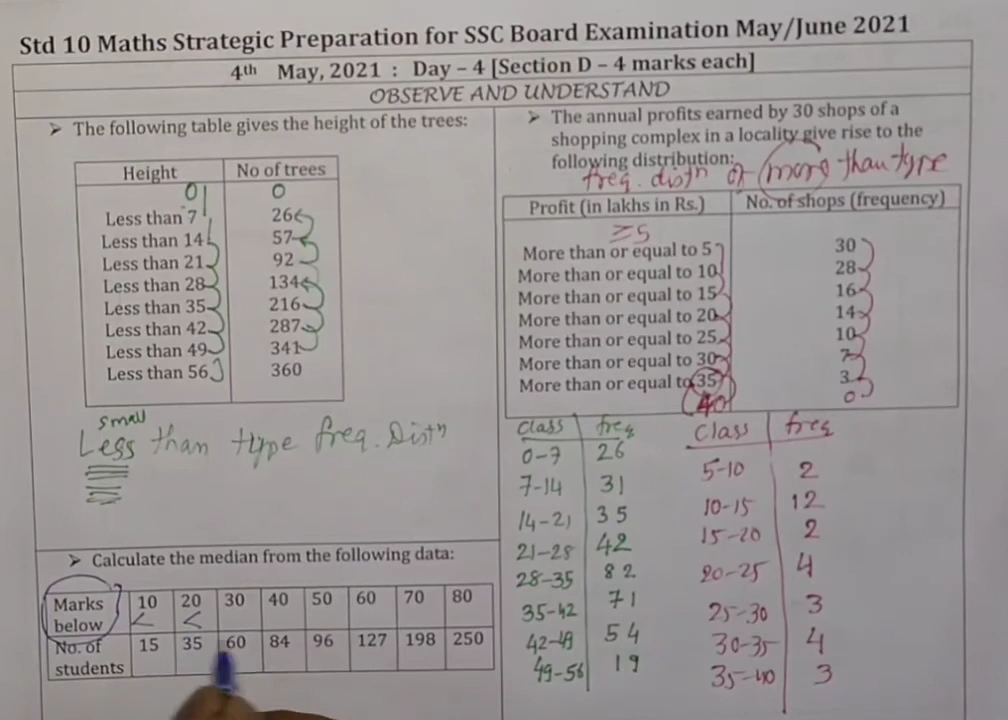 Std 10 Maths Strategic Preparation for SSC Board Examination May/June 2021
4th May, 2021 : Day – 4 [Section D – 4 marks each]
OBSERVE AND UNDERSTAND
➢ The following table gives the height of the trees:
Height No of trees
0 0
Less than 7 26
Less than 14 57
Less than 21 92
Less than 28 134
Less than 35 216
Less than 42 287
Less than 49 341
Less than 56 360
small
Less than type freq. Distn
➢ Calculate the median from the following data:
Marks below 10 20 30 40 50 60 70 80
< <
No. of students 15 35 60 84 96 127 198 250
➢ The annual profits earned by 30 shops of a
shopping complex in a locality give rise to the
following distribution:
freq. distn of (more than type
Profit (in lakhs in Rs.) No. of shops (frequency)
≥5
More than or equal to 5 30
More than or equal to 10 28
More than or equal to 15 16
More than or equal to 20 14
More than or equal to 25 10
More than or equal to 30 7
More than or equal to 35 3
40 0
class freq
0-7 26
7-14 31
14-21 35
21-28 42
28-35 82
35-42 71
42-49 54
49-56 19
class freq
5-10 2
10-15 12
15-20 2
20-25 4
25-30 3
30-35 4
35-40 3